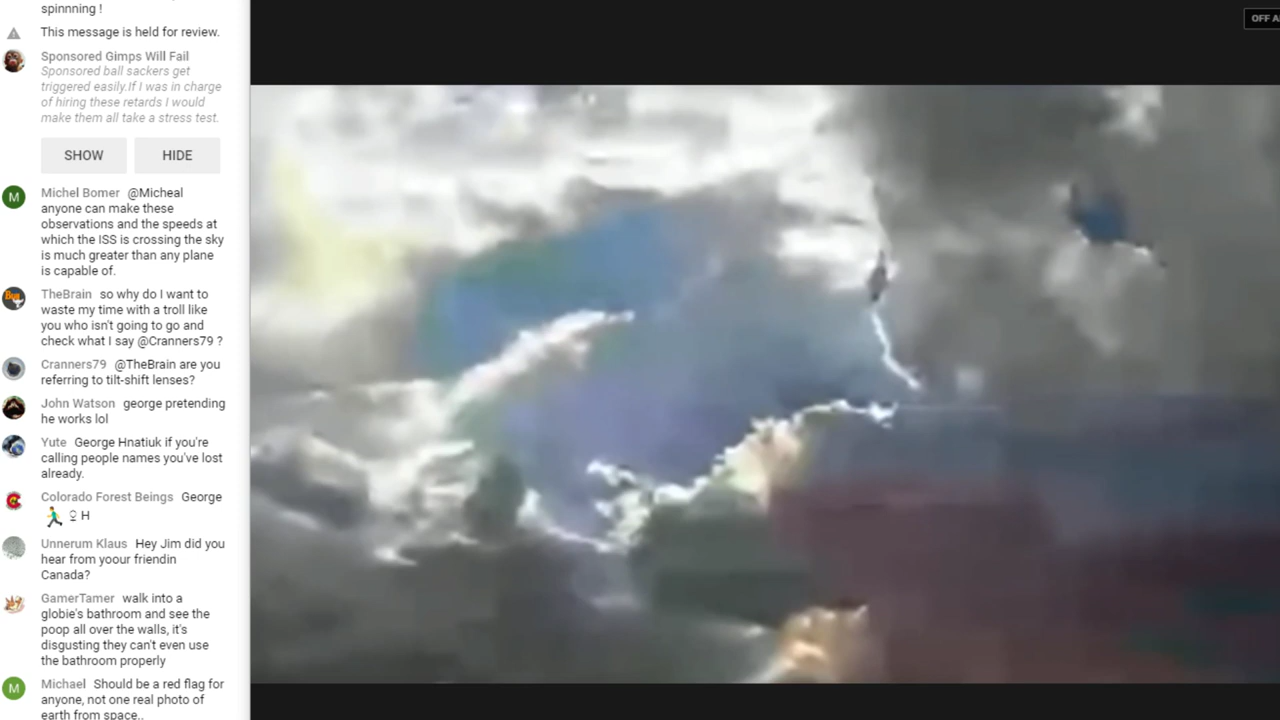 spinnning !
This message is held for review.
Sponsored Gimps Will Fail
Sponsored ball sackers get
triggered easily.If I was in charge
of hiring these retards I would
make them all take a stress test.
SHOW HIDE
M Michel Bomer @Micheal
anyone can make these
observations and the speeds at
which the ISS is crossing the sky
is much greater than any plane
is capable of.
TheBrain so why do I want to
waste my time with a troll like
you who isn't going to go and
check what I say @Cranners79 ?
Cranners79 @TheBrain are you
referring to tilt-shift lenses?
John Watson george pretending
he works lol
Yute George Hnatiuk if you're
calling people names you've lost
already.
Colorado Forest Beings George
H
Unnerum Klaus Hey Jim did you
hear from yoour friendin
Canada?
GamerTamer walk into a
globie's bathroom and see the
poop all over the walls, it's
disgusting they can't even use
the bathroom properly
M Michael Should be a red flag for
anyone, not one real photo of
earth from space..
OFF A